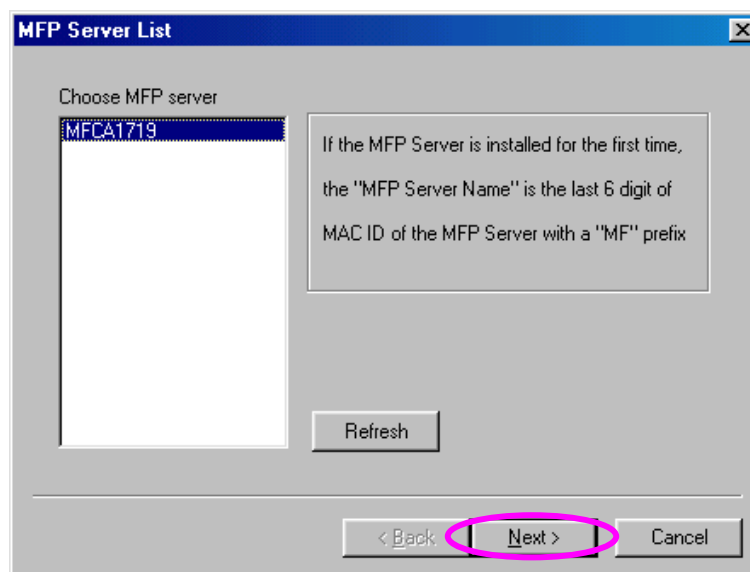 MFP Server List
Choose MFP server
MFCA1719
If the MFP Server is installed for the first time,
the "MFP Server Name" is the last 6 digit of
MAC ID of the MFP Server with a "MF" prefix
Refresh
< Back
Next >
Cancel